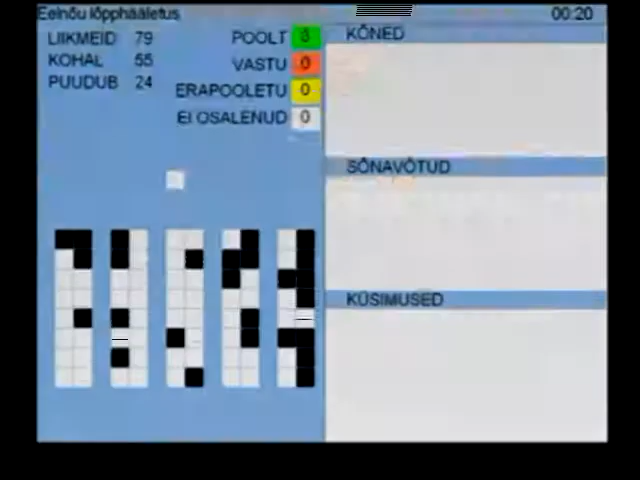 Eelnõu lõpphääletus 00:20
LIIKMEID 79
KOHAL 55
PUUDUB 24
POOLT 0
VASTU 0
ERAPOOLETU 0
EI OSALENUD 0
KÕNED
SÕNAVÕTUD
KÜSIMUSED